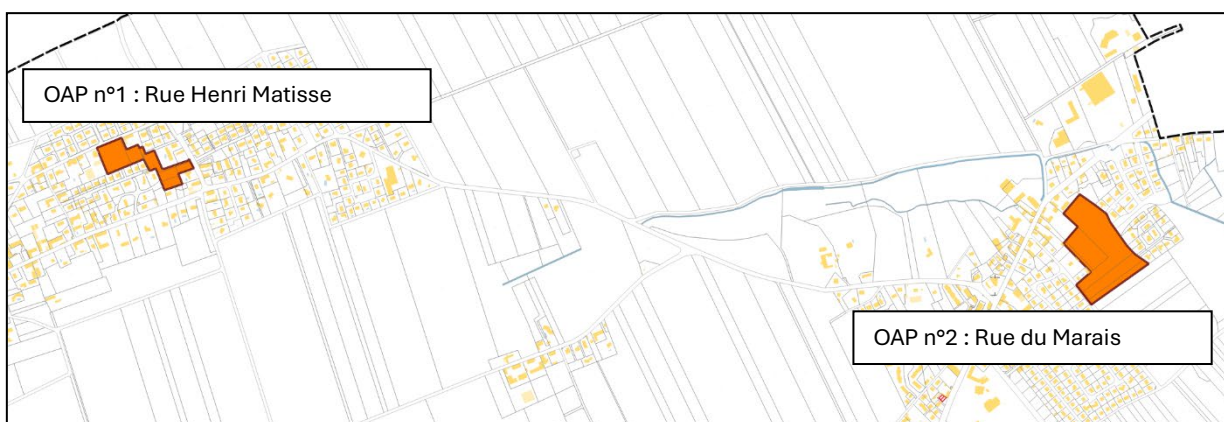 OAP n°1 : Rue Henri Matisse
OAP n°2 : Rue du Marais